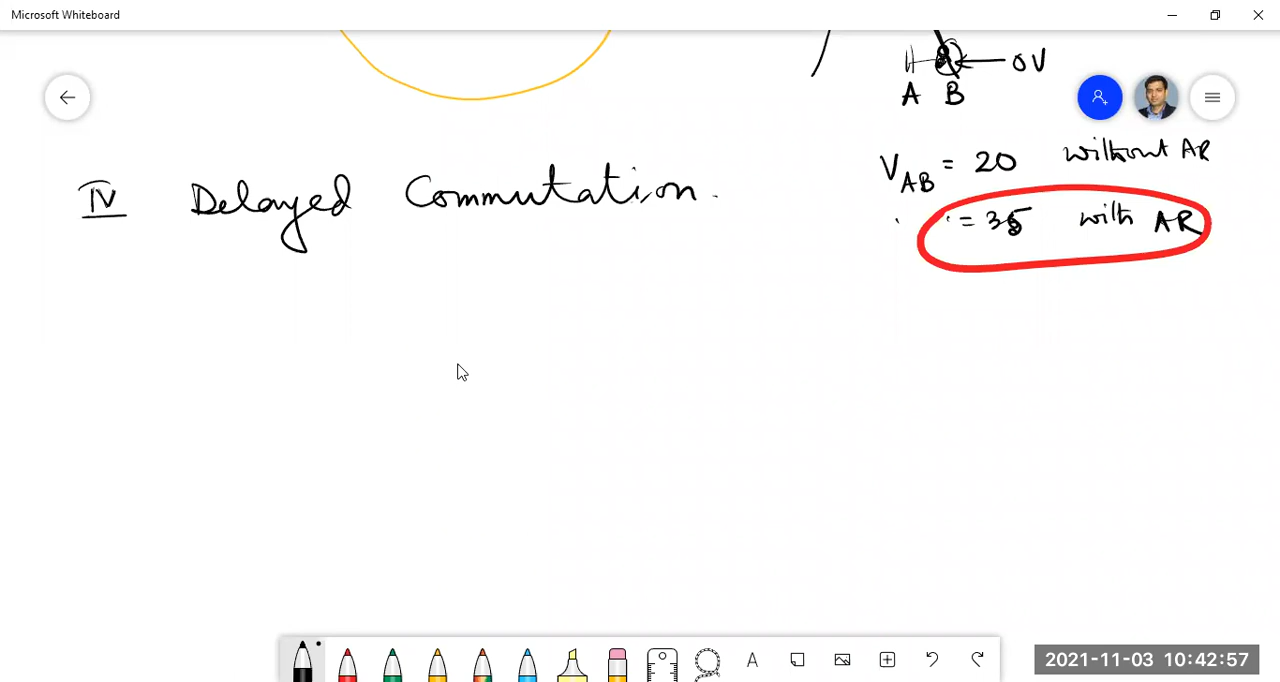 Microsoft Whiteboard
0V
A B
V_AB = 20 without AR
= 35 with AR
IV Delayed Commutation.
2021-11-03 10:42:57